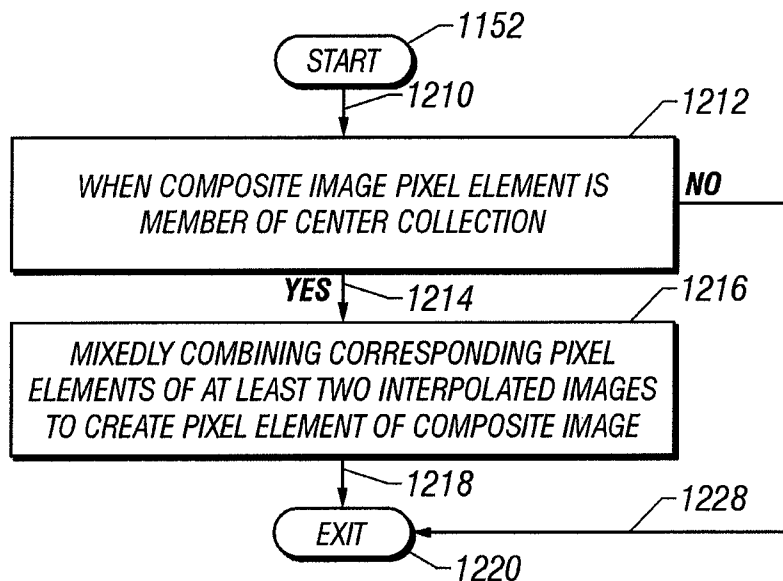 1152
START
1210
1212
WHEN COMPOSITE IMAGE PIXEL ELEMENT IS
MEMBER OF CENTER COLLECTION
NO
YES
1214
1216
MIXEDLY COMBINING CORRESPONDING PIXEL
ELEMENTS OF AT LEAST TWO INTERPOLATED IMAGES
TO CREATE PIXEL ELEMENT OF COMPOSITE IMAGE
1218
1228
EXIT
1220